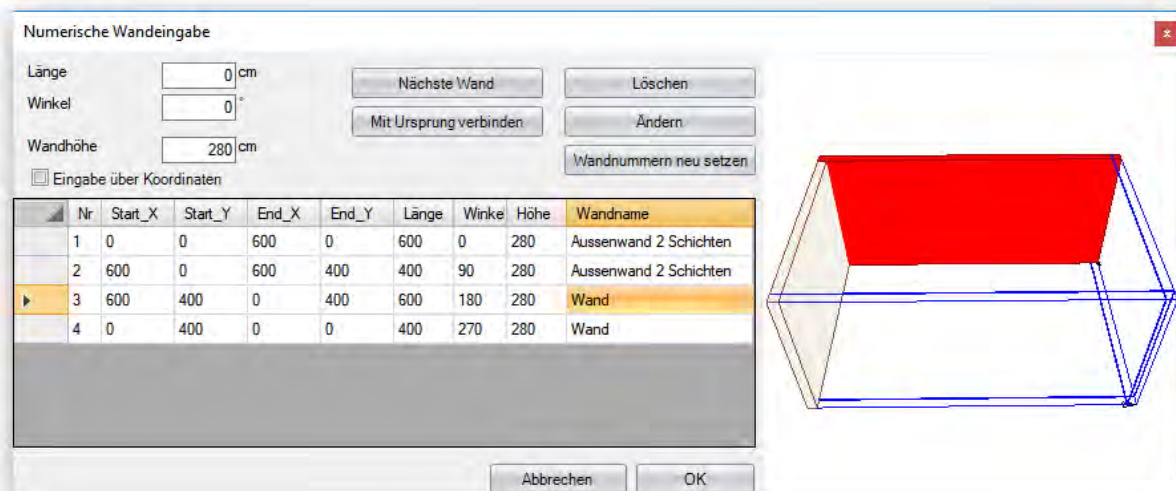 Numerische Wandeingabe
x
Länge 0 cm Nächste Wand Löschen
Winkel 0 ° Mit Ursprung verbinden Ändern
Wandhöhe 280 cm Wandnummern neu setzen
Eingabe über Koordinaten
Nr Start_X Start_Y End_X End_Y Länge Winke Höhe Wandname
1 0 0 600 0 600 0 280 Aussenwand 2 Schichten
2 600 0 600 400 400 90 280 Aussenwand 2 Schichten
3 600 400 0 400 600 180 280 Wand
4 0 400 0 0 400 270 280 Wand
Abbrechen OK